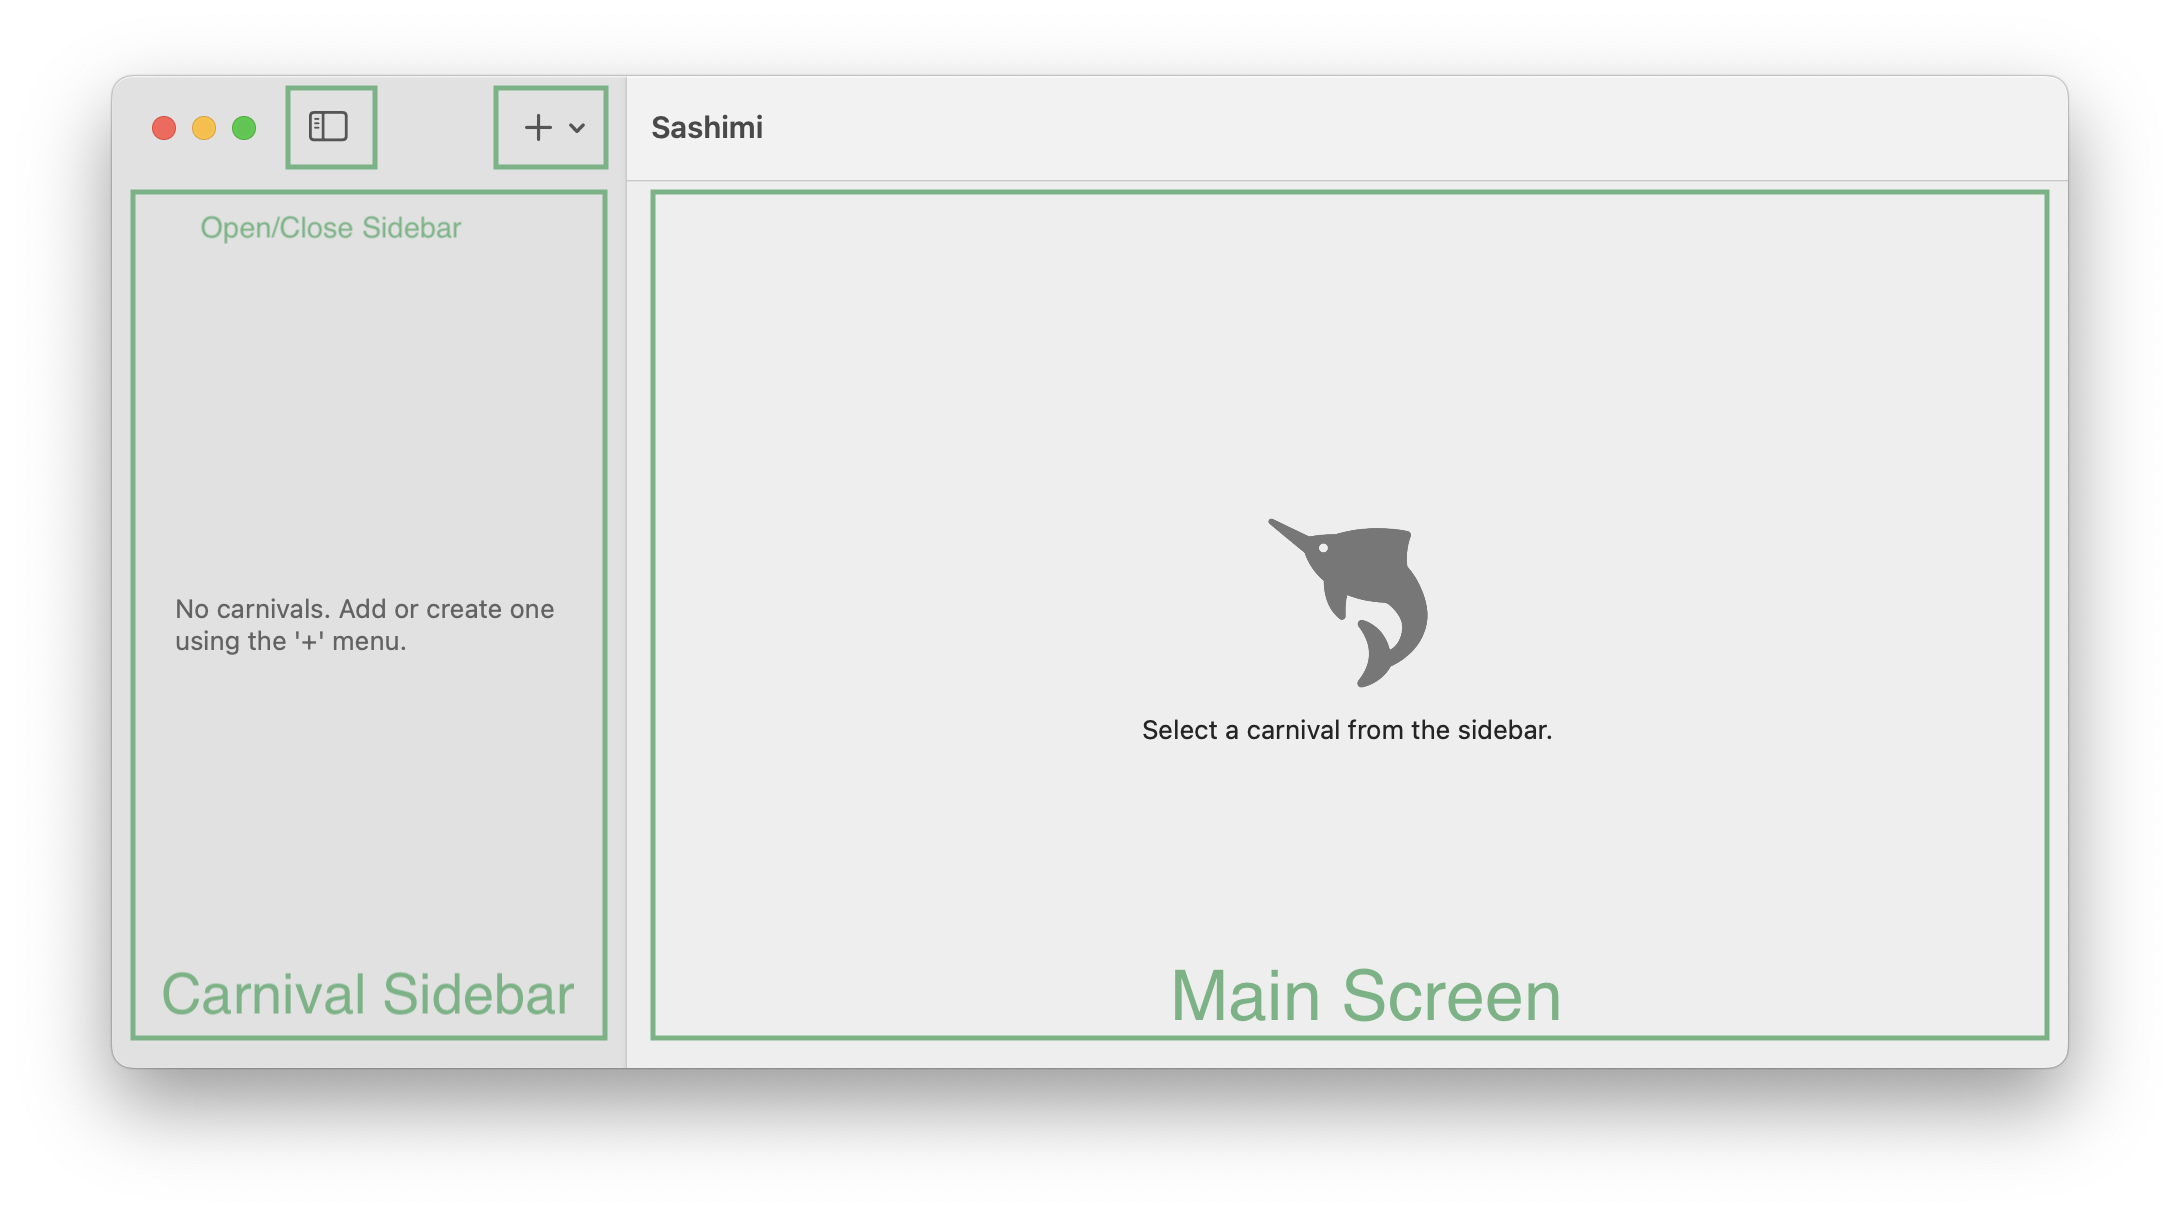 Sashimi
Open/Close Sidebar
No carnivals. Add or create one
using the '+' menu.
Carnival Sidebar
Select a carnival from the sidebar.
Main Screen